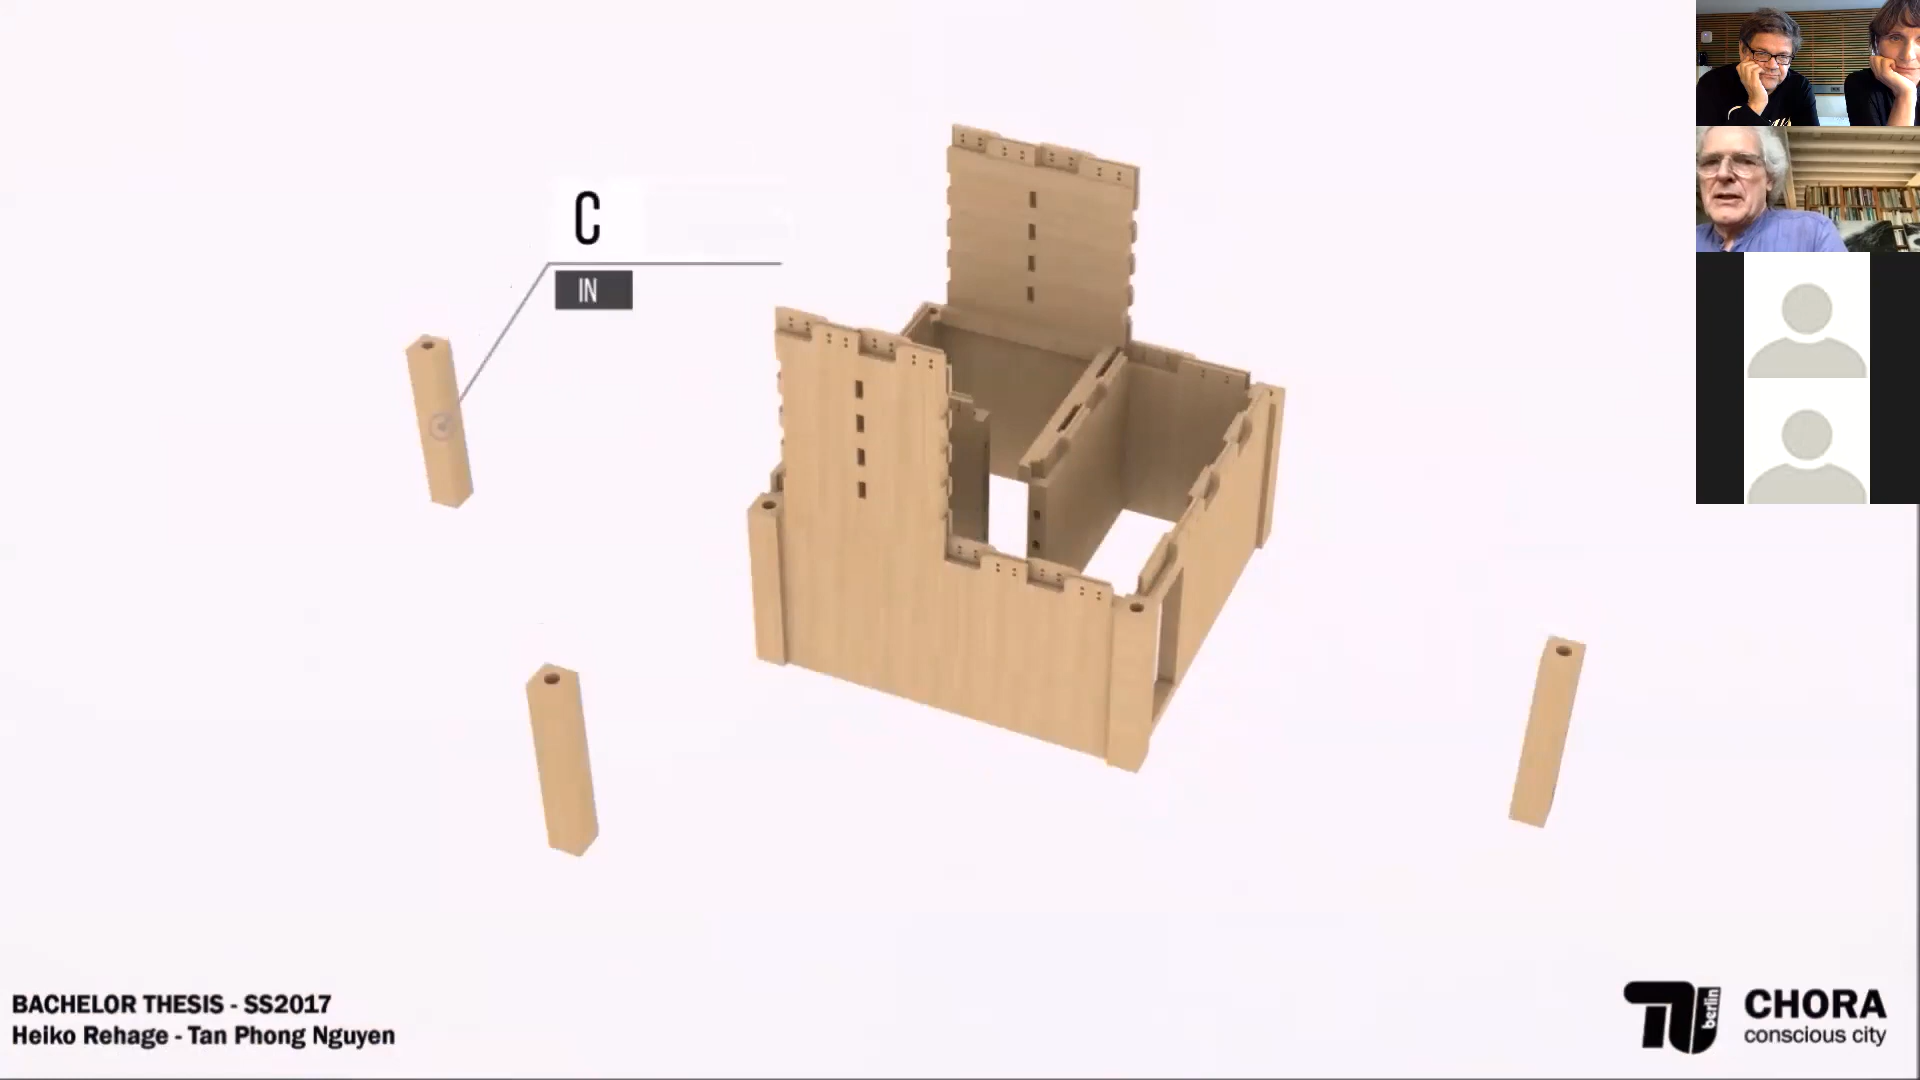 C
IN
BACHELOR THESIS - SS2017
Heiko Rehage - Tan Phong Nguyen
TU berlin
CHORA
conscious city